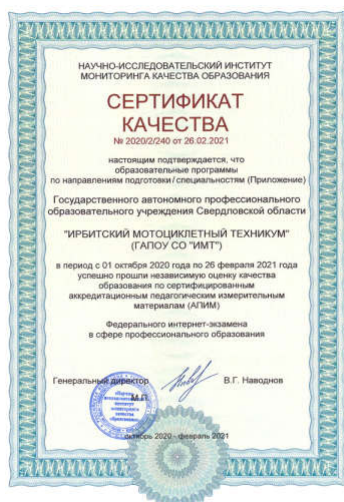 НАУЧНО-ИССЛЕДОВАТЕЛЬСКИЙ ИНСТИТУТ
МОНИТОРИНГА КАЧЕСТВА ОБРАЗОВАНИЯ
СЕРТИФИКАТ
КАЧЕСТВА
№ 2020/2/240 от 26.02.2021
настоящим подтверждается, что
образовательные программы
по направлениям подготовки/специальностям (Приложение)
Государственного автономного профессионального
образовательного учреждения Свердловской области
"ИРБИТСКИЙ МОТОЦИКЛЕТНЫЙ ТЕХНИКУМ"
(ГАПОУ СО "ИМТ")
в период с 01 октября 2020 года по 26 февраля 2021 года
успешно прошли независимую оценку качества
образования по сертифицированным
аккредитационным педагогическим измерительным
материалам (АПИМ)
Федерального интернет-экзамена
в сфере профессионального образования
Генеральный директор В.Г. Наводнов
М.П.
октябрь 2020 - февраль 2021